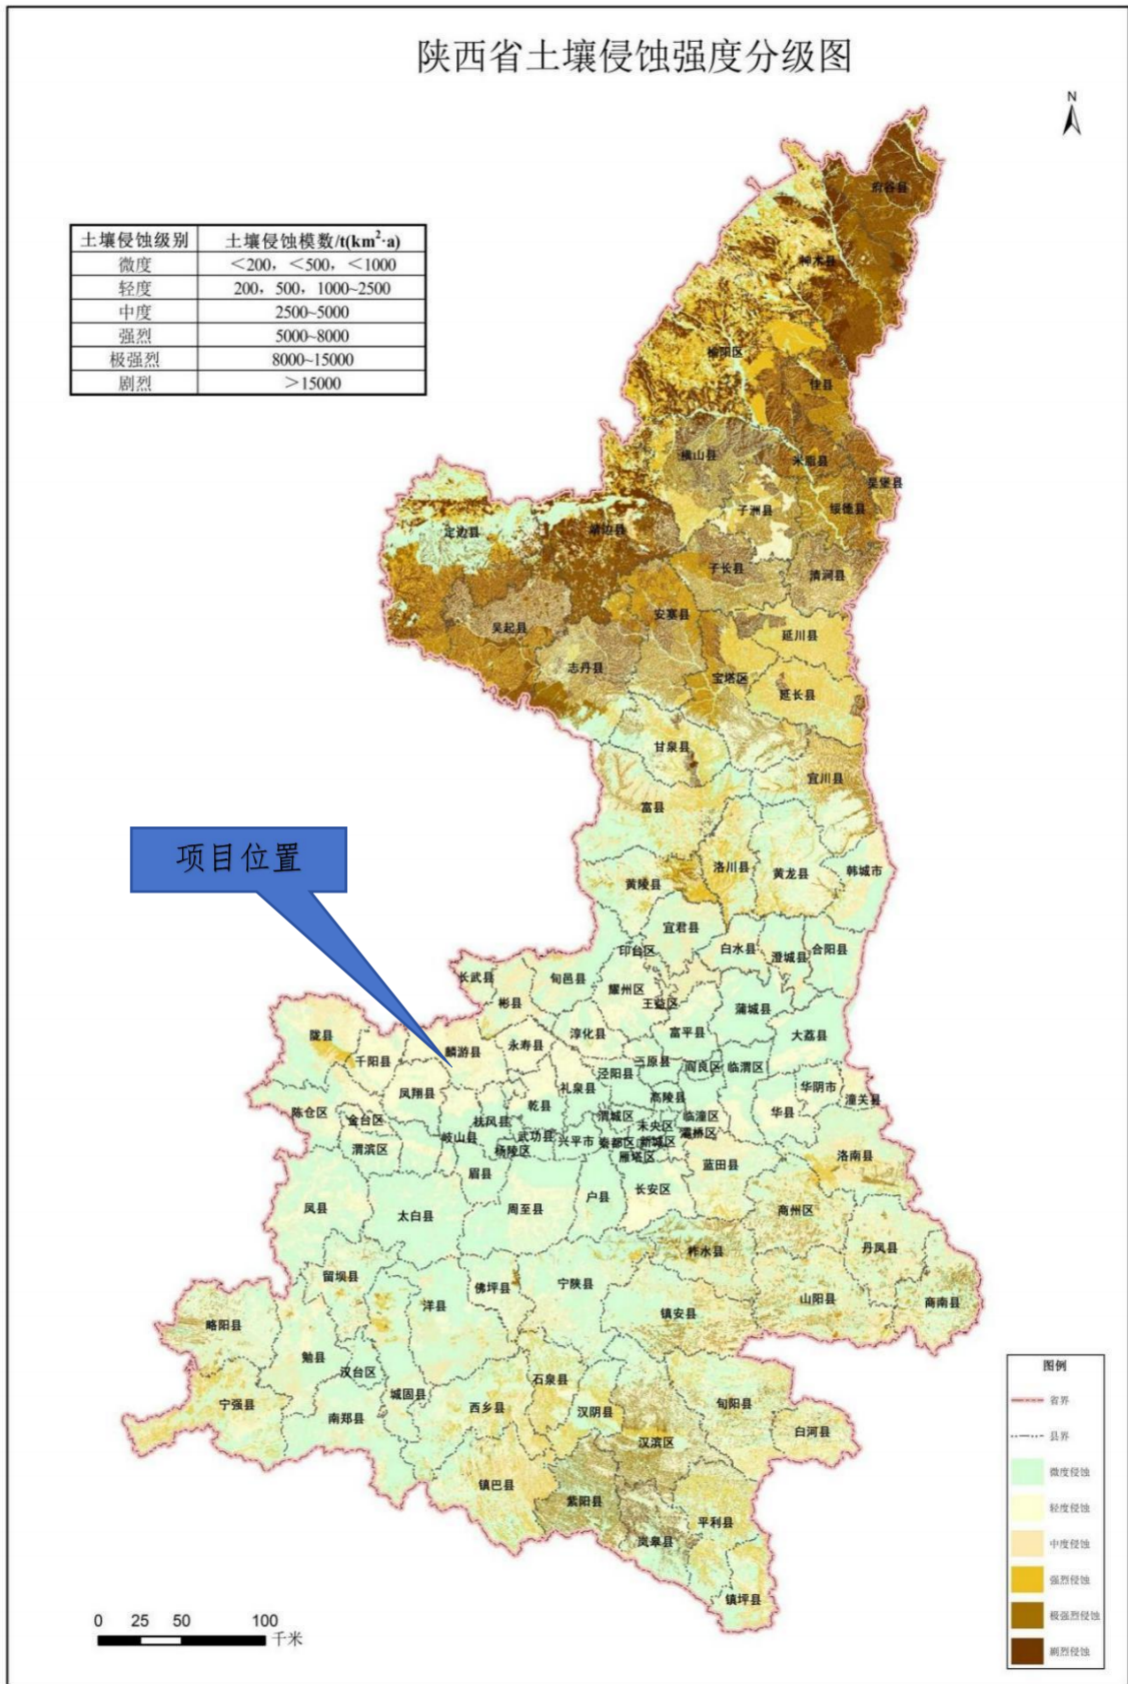 陕西省土壤侵蚀强度分级图
N
土壤侵蚀级别 土壤侵蚀模数/t(km²·a)
微度 <200，<500，<1000
轻度 200，500，1000~2500
中度 2500~5000
强烈 5000~8000
极强烈 8000~15000
剧烈 >15000
府谷县
神木县
榆阳区
佳县
横山县
米脂县
吴堡县
子洲县
绥德县
定边县
靖边县
子长县
清涧县
安塞县
吴起县
延川县
志丹县
宝塔区
延长县
甘泉县
宜川县
富县
项目位置
洛川县
黄龙县
韩城市
黄陵县
宜君县
印台区
白水县
澄城县
合阳县
长武县
旬邑县
彬县
耀州区
王益区
蒲城县
陇县
千阳县
麟游县
永寿县
淳化县
富平县
大荔县
三原县
泾阳县
阎良区
临渭区
凤翔县
礼泉县
乾县
高陵县
华阴市
潼关县
陈仓区
金台区
扶风县
渭城区
未央区
临潼区
华县
岐山县
武功县
兴平市
秦都区
新城区
灞桥区
渭滨区
杨陵区
雁塔区
洛南县
眉县
蓝田县
凤县
太白县
周至县
户县
长安区
商州区
丹凤县
柞水县
留坝县
佛坪县
宁陕县
洋县
镇安县
山阳县
商南县
略阳县
勉县
汉台区
城固县
石泉县
宁强县
南郑县
西乡县
汉阴县
旬阳县
白河县
汉滨区
镇巴县
紫阳县
平利县
岚皋县
镇坪县
图例
省界
县界
微度侵蚀
轻度侵蚀
中度侵蚀
强烈侵蚀
极强烈侵蚀
剧烈侵蚀
0 25 50 100
千米